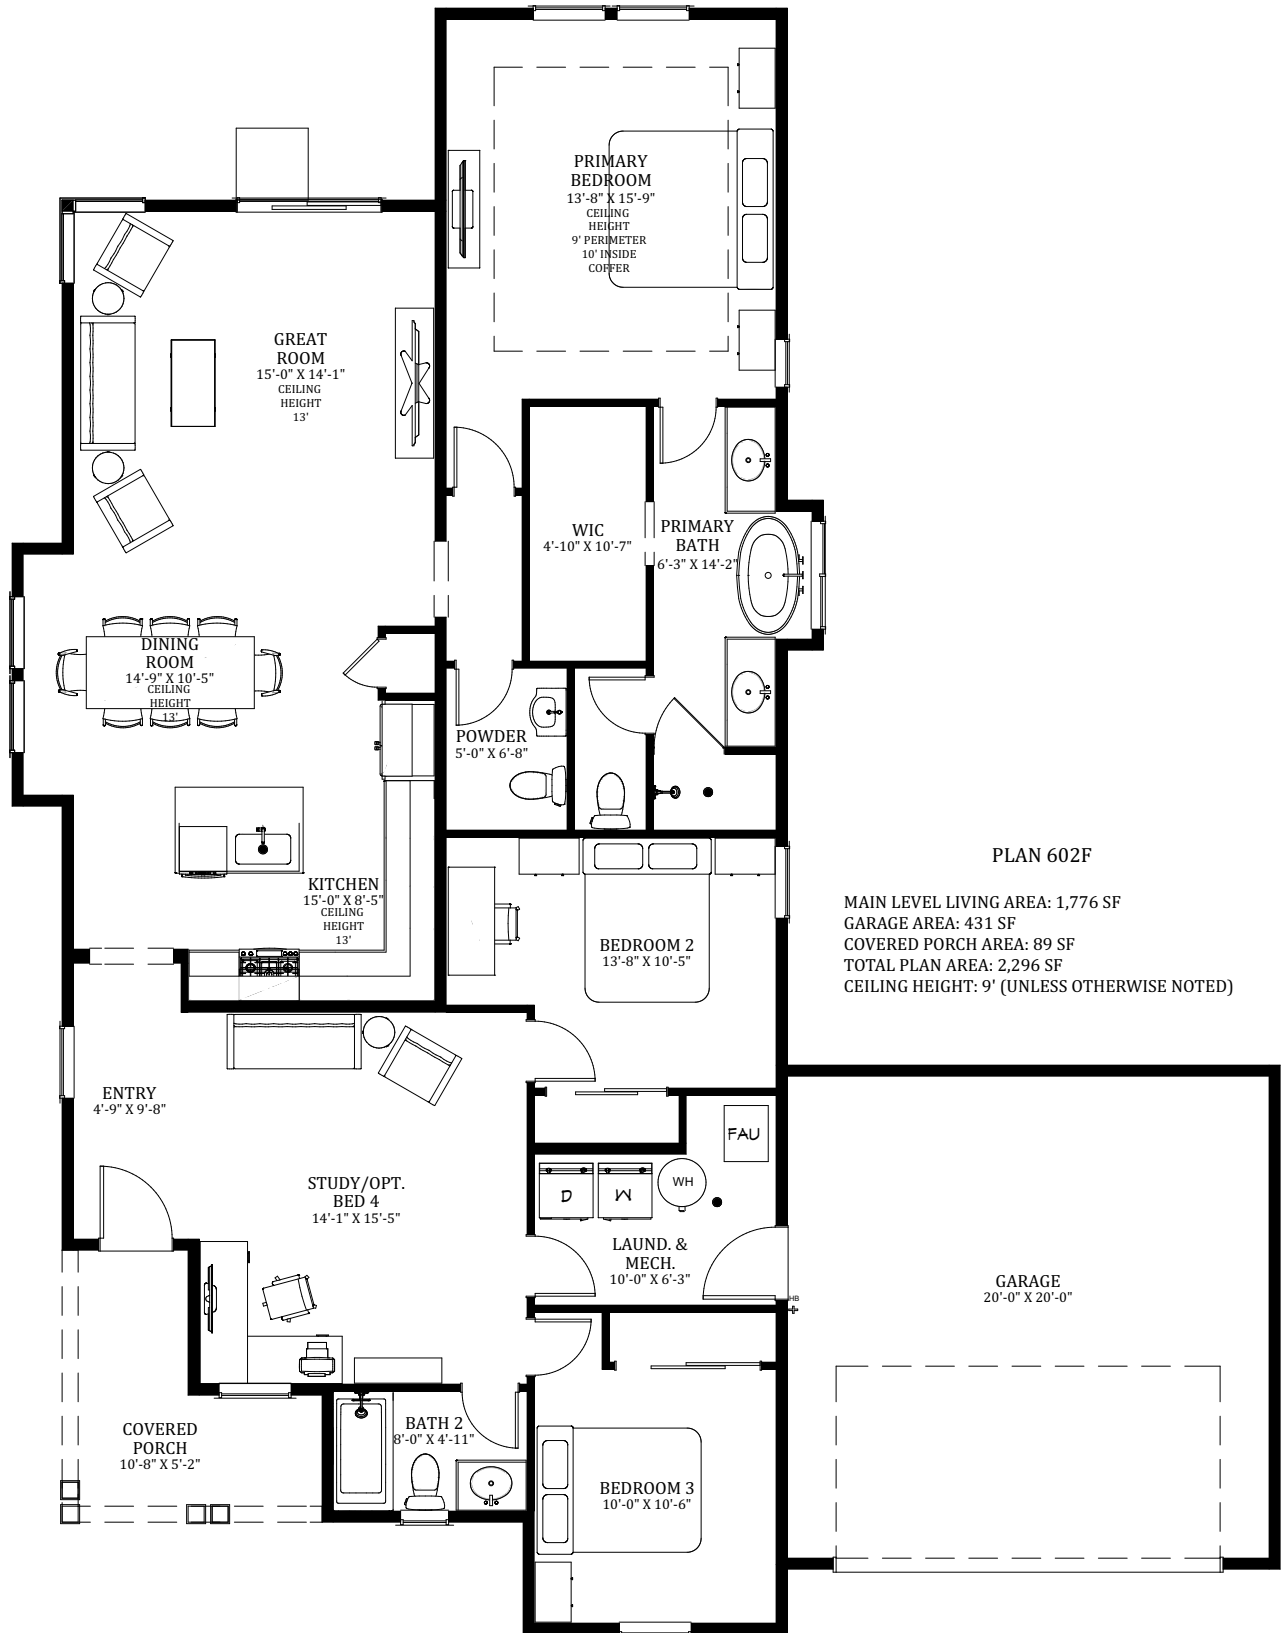 PRIMARY
BEDROOM
13'-8" X 15'-9"
CEILING
HEIGHT
9' PERIMETER
10' INSIDE
COFFER
GREAT
ROOM
15'-0" X 14'-1"
CEILING
HEIGHT
13'
WIC
4'-10" X 10'-7"
PRIMARY
BATH
6'-3" X 14'-2"
DINING
ROOM
14'-9" X 10'-5"
CEILING
HEIGHT
13'
POWDER
5'-0" X 6'-8"
KITCHEN
15'-0" X 8'-5"
CEILING
HEIGHT
13'
BEDROOM 2
13'-8" X 10'-5"
PLAN 602F
MAIN LEVEL LIVING AREA: 1,776 SF
GARAGE AREA: 431 SF
COVERED PORCH AREA: 89 SF
TOTAL PLAN AREA: 2,296 SF
CEILING HEIGHT: 9' (UNLESS OTHERWISE NOTED)
ENTRY
4'-9" X 9'-8"
FAU
STUDY/OPT.
BED 4
14'-1" X 15'-5"
D
W
WH
LAUND. &
MECH.
10'-0" X 6'-3"
HB
GARAGE
20'-0" X 20'-0"
COVERED
PORCH
10'-8" X 5'-2"
BATH 2
8'-0" X 4'-11"
BEDROOM 3
10'-0" X 10'-6"